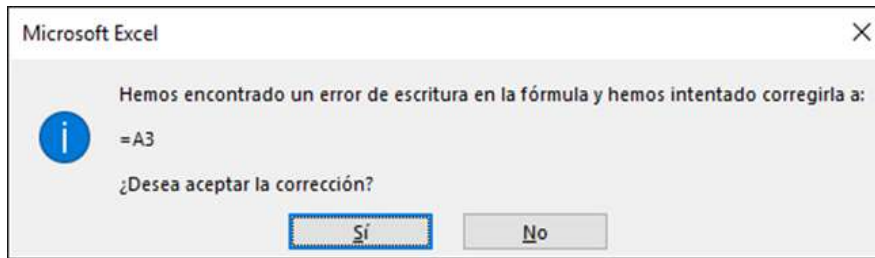 Microsoft Excel
Hemos encontrado un error de escritura en la fórmula y hemos intentado corregirla a:
=A3
¿Desea aceptar la corrección?
Sí
No